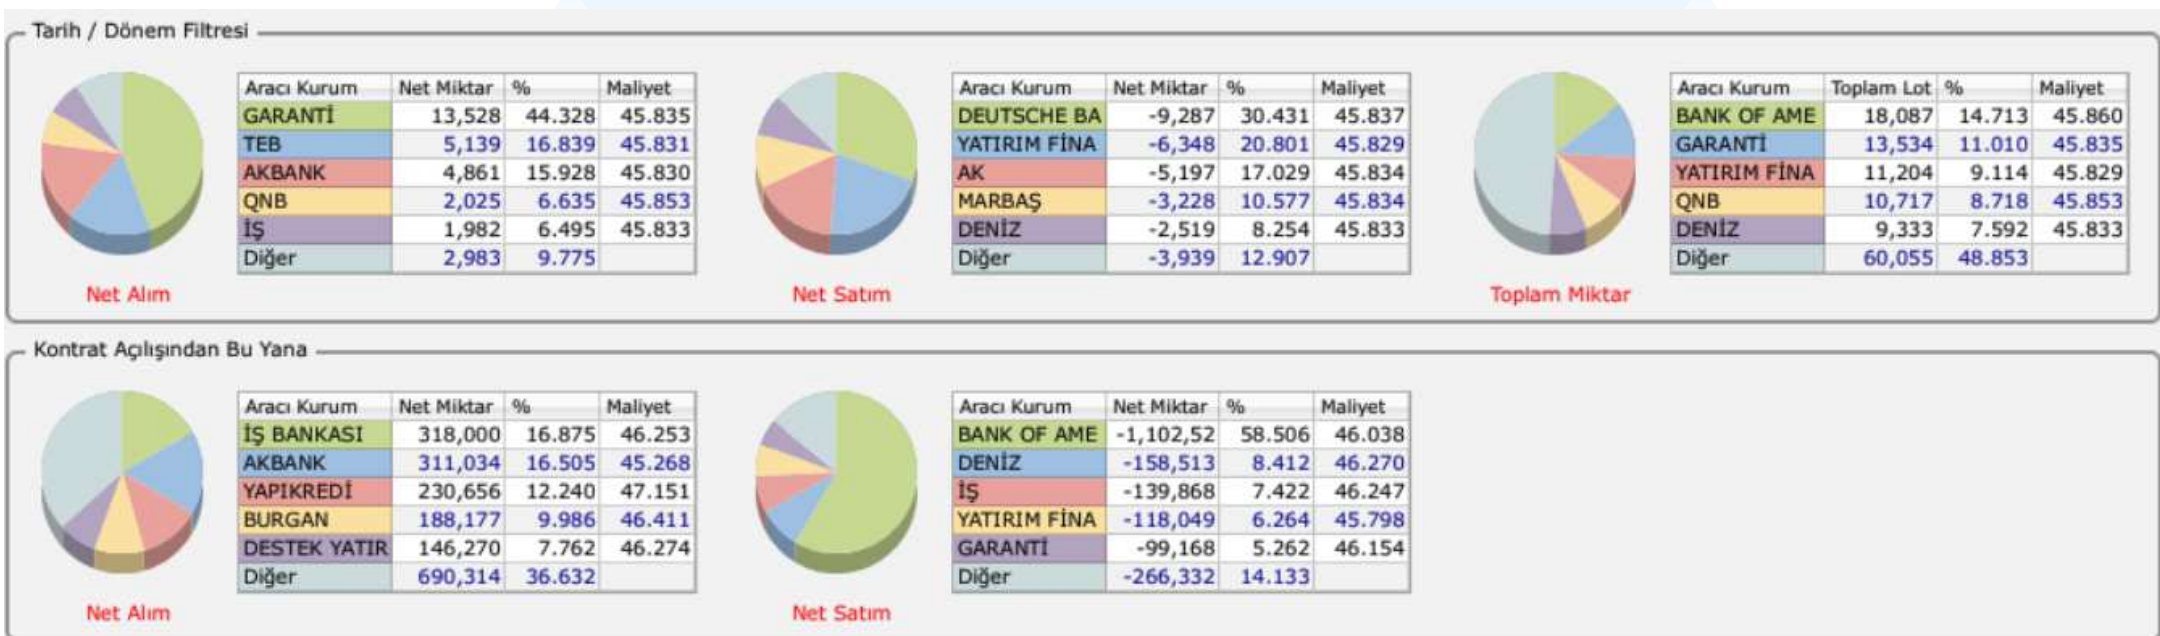 Tarih / Dönem Filtresi
Aracı Kurum Net Miktar % Maliyet
GARANTİ 13,528 44.328 45.835
TEB 5,139 16.839 45.831
AKBANK 4,861 15.928 45.830
QNB 2,025 6.635 45.853
İŞ 1,982 6.495 45.833
Diğer 2,983 9.775
Net Alım
Aracı Kurum Net Miktar % Maliyet
DEUTSCHE BA -9,287 30.431 45.837
YATIRIM FİNA -6,348 20.801 45.829
AK -5,197 17.029 45.834
MARBAŞ -3,228 10.577 45.834
DENİZ -2,519 8.254 45.833
Diğer -3,939 12.907
Net Satım
Aracı Kurum Toplam Lot % Maliyet
BANK OF AME 18,087 14.713 45.860
GARANTİ 13,534 11.010 45.835
YATIRIM FİNA 11,204 9.114 45.829
QNB 10,717 8.718 45.853
DENİZ 9,333 7.592 45.833
Diğer 60,055 48.853
Toplam Miktar
Kontrat Açılışından Bu Yana
Aracı Kurum Net Miktar % Maliyet
İŞ BANKASI 318,000 16.875 46.253
AKBANK 311,034 16.505 45.268
YAPIKREDİ 230,656 12.240 47.151
BURGAN 188,177 9.986 46.411
DESTEK YATIR 146,270 7.762 46.274
Diğer 690,314 36.632
Net Alım
Aracı Kurum Net Miktar % Maliyet
BANK OF AME -1,102,52 58.506 46.038
DENİZ -158,513 8.412 46.270
İŞ -139,868 7.422 46.247
YATIRIM FİNA -118,049 6.264 45.798
GARANTİ -99,168 5.262 46.154
Diğer -266,332 14.133
Net Satım